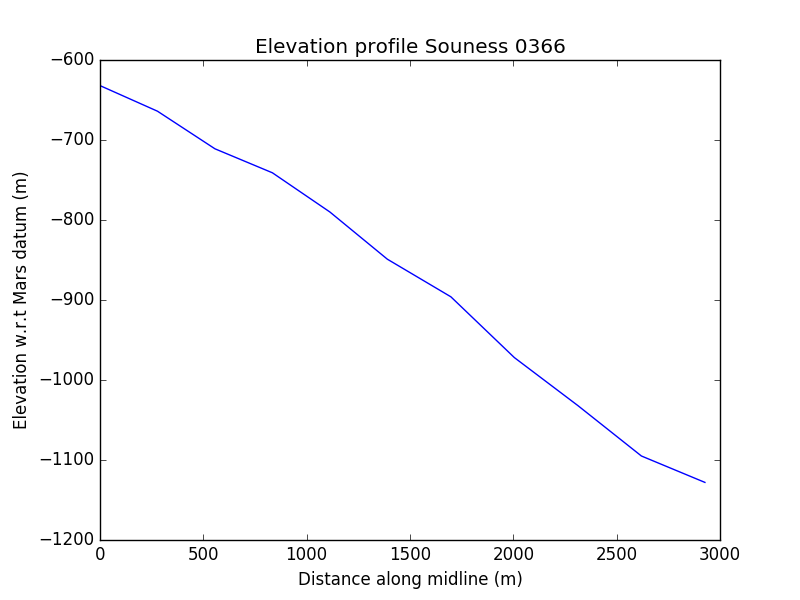 Elevation profile Souness 0366
−600
−700
−800
−900
−1000
−1100
−1200
Elevation w.r.t Mars datum (m)
0 500 1000 1500 2000 2500 3000
Distance along midline (m)